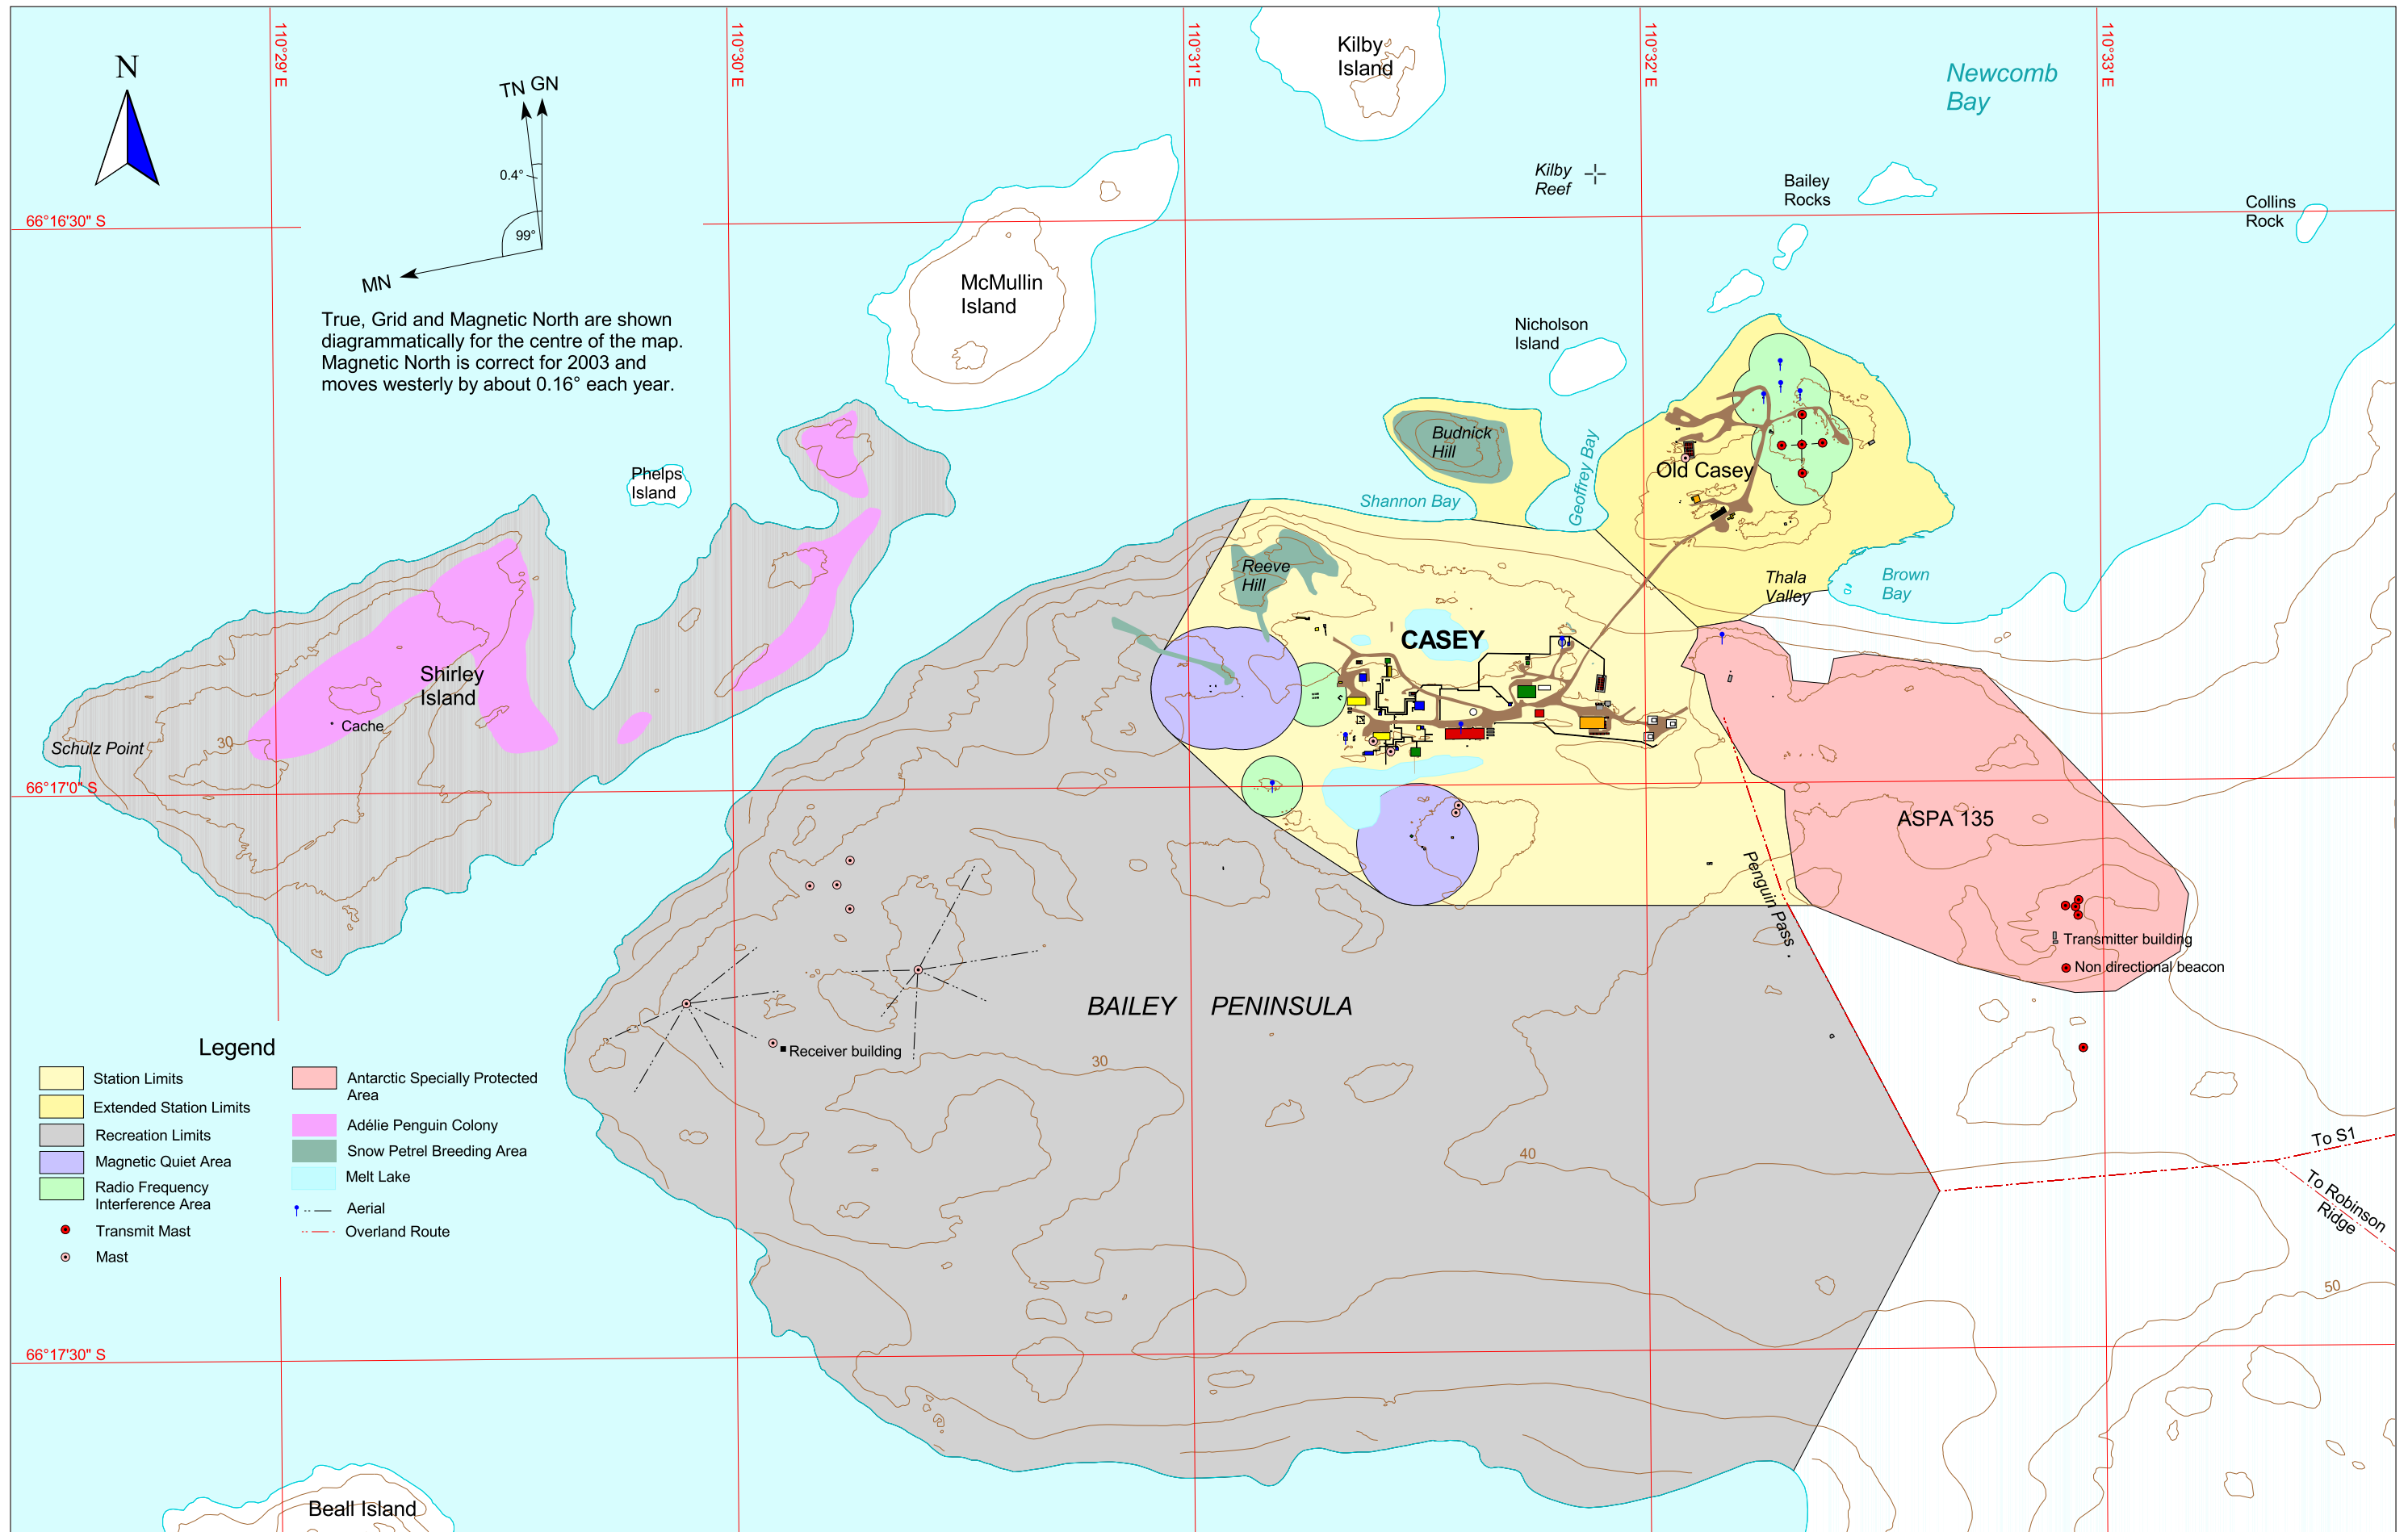 110°29' E
110°30' E
110°31' E
110°32' E
110°33' E
N
TN GN
0.4°
99°
MN
True, Grid and Magnetic North are shown
diagrammatically for the centre of the map.
Magnetic North is correct for 2003 and
moves westerly by about 0.16° each year.
Kilby
Island
Newcomb
Bay
Kilby
Reef
Bailey
Rocks
Collins
Rock
66°16'30" S
McMullin
Island
Nicholson
Island
Budnick
Hill
Geoffrey Bay
Shannon Bay
Old Casey
Phelps
Island
Reeve
Hill
Thala
Valley
Brown
Bay
CASEY
Shirley
Island
Cache
Schulz Point
30
66°17'0" S
ASPA 135
Penguin Pass
Transmitter building
Non directional beacon
BAILEY PENINSULA
Receiver building
30
40
To S1
To Robinson
Ridge
50
Legend
Station Limits
Extended Station Limits
Recreation Limits
Magnetic Quiet Area
Radio Frequency
Interference Area
Transmit Mast
Mast
Antarctic Specially Protected
Area
Adélie Penguin Colony
Snow Petrel Breeding Area
Melt Lake
Aerial
Overland Route
66°17'30" S
Beall Island